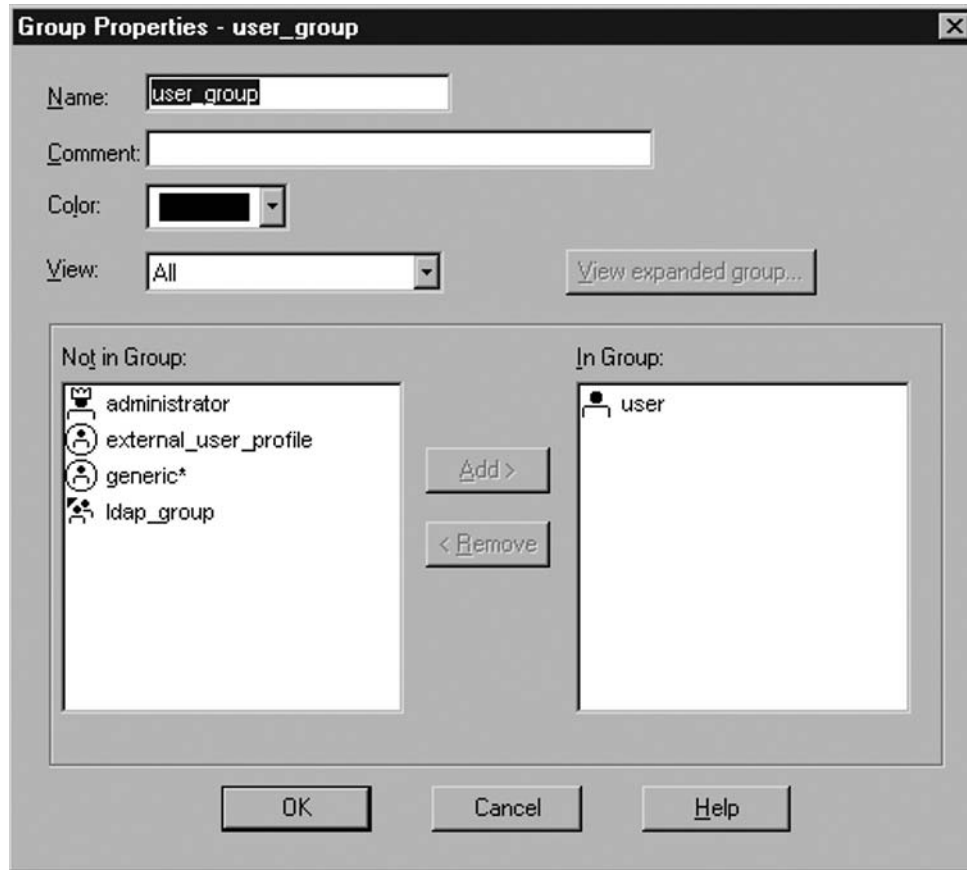 Group Properties - user_group
Name: user_group
Comment:
Color:
View: All
View expanded group...
Not in Group:
administrator
external_user_profile
generic*
ldap_group
Add >
< Remove
In Group:
user
OK Cancel Help